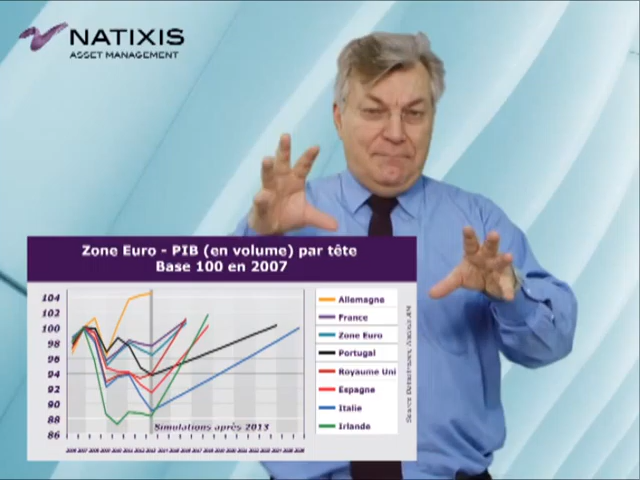 NATIXIS
ASSET MANAGEMENT
Zone Euro - PIB (en volume) par tête
Base 100 en 2007
104
102
100
98
96
94
92
90
88
86
Allemagne
France
Zone Euro
Portugal
Royaume Uni
Espagne
Italie
Irlande
Simulations après 2013